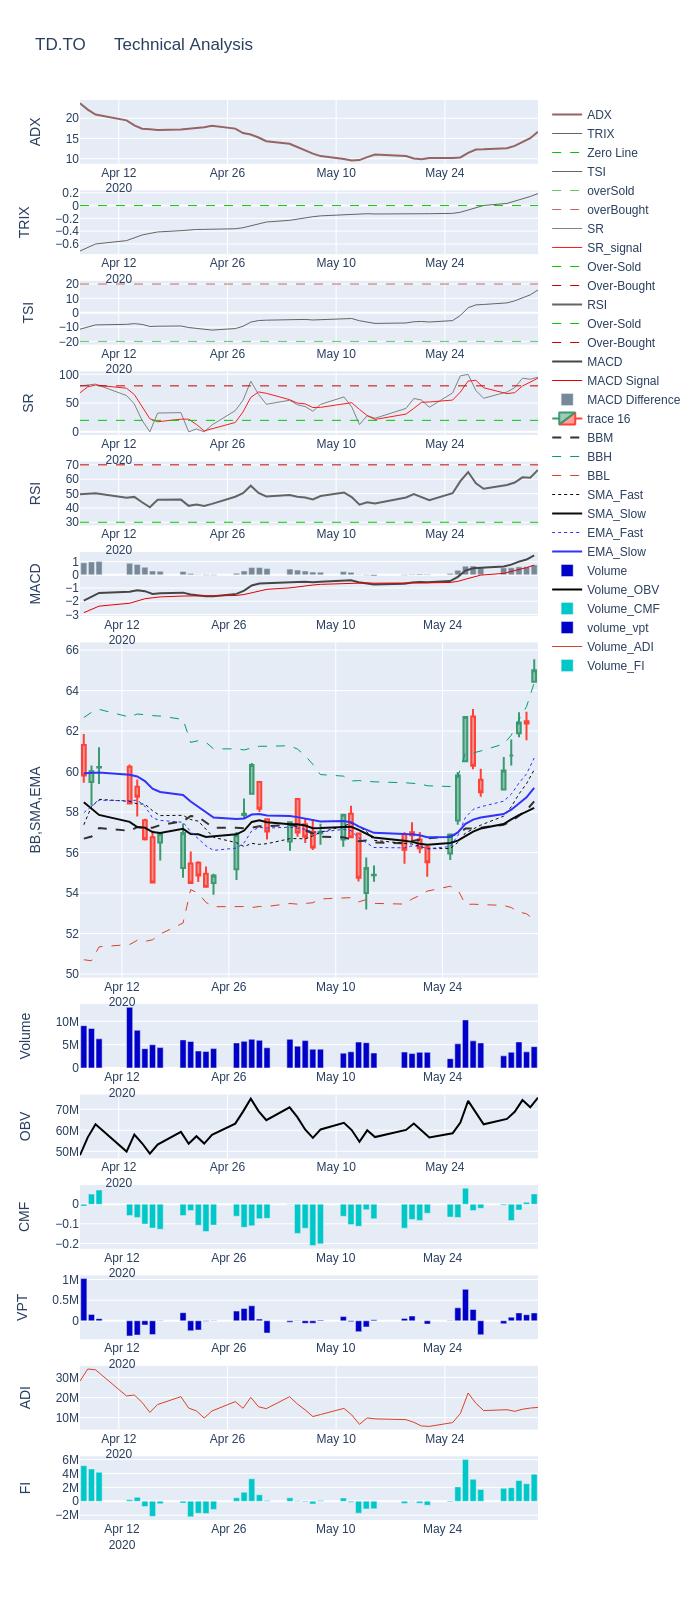 TD.TO Technical Analysis
ADX
20
15
10
Apr 12
2020
Apr 26
May 10
May 24
TRIX
0.2
0
−0.2
−0.4
−0.6
Apr 12
2020
Apr 26
May 10
May 24
TSI
20
10
0
−10
−20
Apr 12
2020
Apr 26
May 10
May 24
SR
100
50
0
Apr 12
2020
Apr 26
May 10
May 24
RSI
70
60
50
40
30
Apr 12
2020
Apr 26
May 10
May 24
MACD
1
0
−1
−2
−3
Apr 12
2020
Apr 26
May 10
May 24
BB,SMA,EMA
66
64
62
60
58
56
54
52
50
Apr 12
2020
Apr 26
May 10
May 24
Volume
10M
5M
0
Apr 12
2020
Apr 26
May 10
May 24
OBV
70M
60M
50M
Apr 12
2020
Apr 26
May 10
May 24
CMF
0
−0.1
−0.2
Apr 12
2020
Apr 26
May 10
May 24
VPT
1M
0.5M
0
Apr 12
2020
Apr 26
May 10
May 24
ADI
30M
20M
10M
Apr 12
2020
Apr 26
May 10
May 24
FI
6M
4M
2M
0
−2M
Apr 12
2020
Apr 26
May 10
May 24
ADX
TRIX
Zero Line
TSI
overSold
overBought
SR
SR_signal
Over-Sold
Over-Bought
RSI
Over-Sold
Over-Bought
MACD
MACD Signal
MACD Difference
trace 16
BBM
BBH
BBL
SMA_Fast
SMA_Slow
EMA_Fast
EMA_Slow
Volume
Volume_OBV
Volume_CMF
volume_vpt
Volume_ADI
Volume_FI